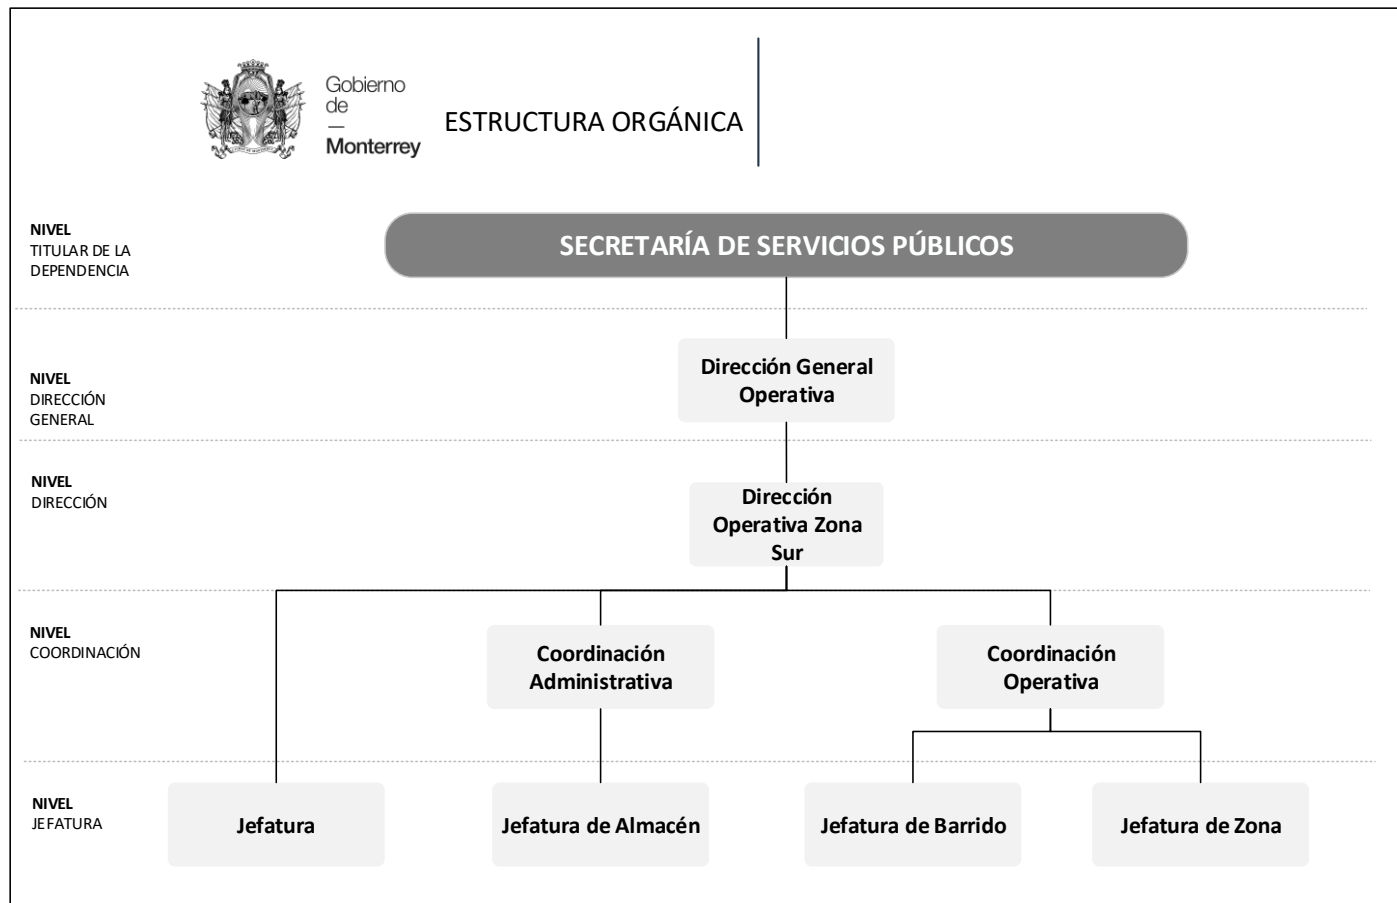 Gobierno
de
—
Monterrey
ESTRUCTURA ORGÁNICA
NIVEL
TITULAR DE LA
DEPENDENCIA
SECRETARÍA DE SERVICIOS PÚBLICOS
NIVEL
DIRECCIÓN
GENERAL
Dirección General
Operativa
NIVEL
DIRECCIÓN
Dirección
Operativa Zona
Sur
NIVEL
COORDINACIÓN
Coordinación
Administrativa
Coordinación
Operativa
NIVEL
JEFATURA
Jefatura
Jefatura de Almacén
Jefatura de Barrido
Jefatura de Zona